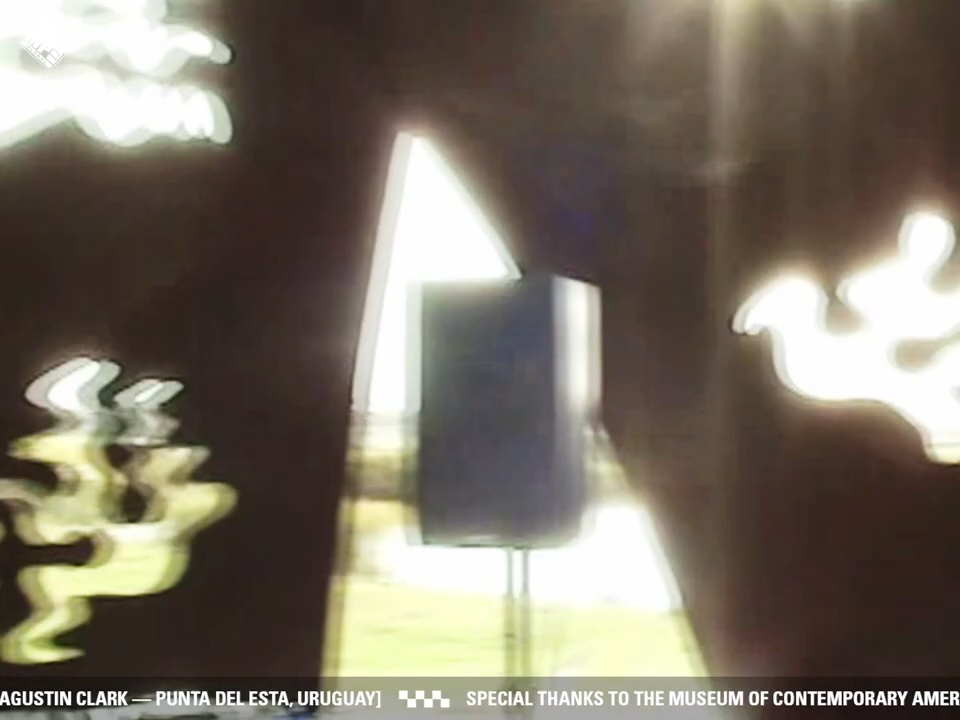 AGUSTIN CLARK — PUNTA DEL ESTA, URUGUAY] SPECIAL THANKS TO THE MUSEUM OF CONTEMPORARY AMER